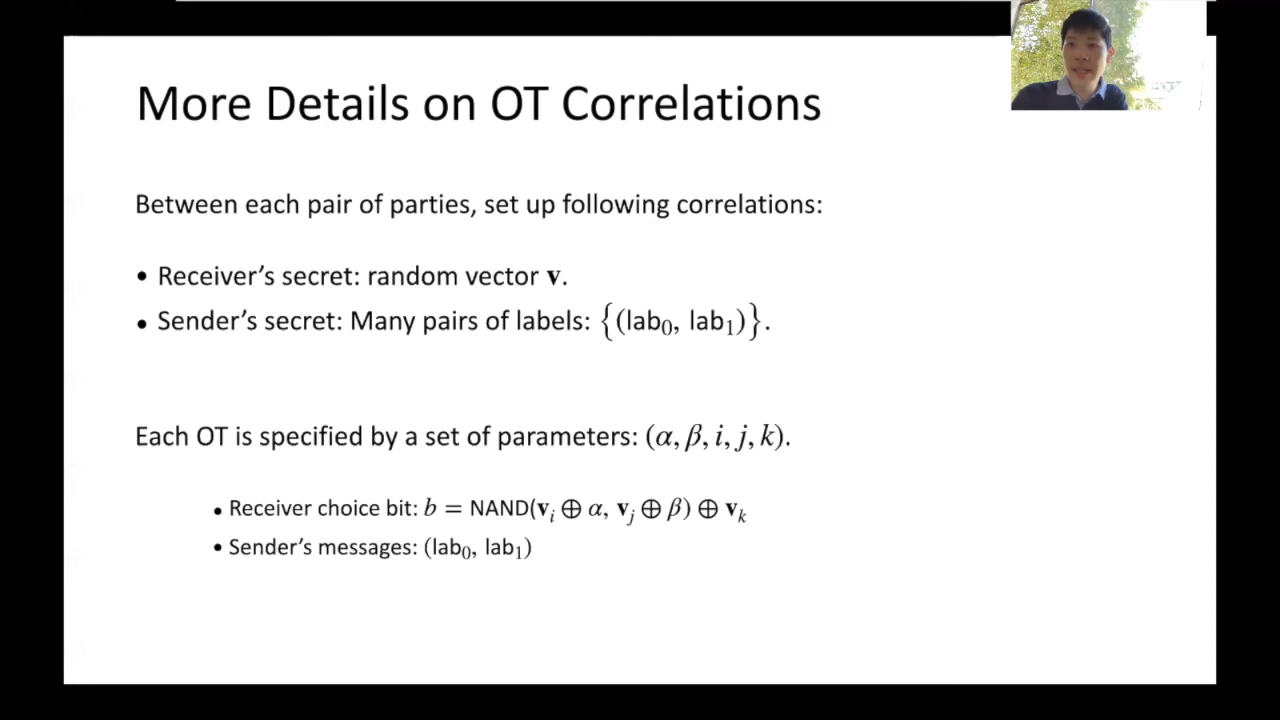 More Details on OT Correlations
Between each pair of parties, set up following correlations:
• Receiver’s secret: random vector 𝐯.
• Sender’s secret: Many pairs of labels: {(lab₀, lab₁)}.
Each OT is specified by a set of parameters: (α, β, i, j, k).
• Receiver choice bit: b = NAND(𝐯ᵢ ⊕ α, 𝐯ⱼ ⊕ β) ⊕ 𝐯ₖ
• Sender’s messages: (lab₀, lab₁)